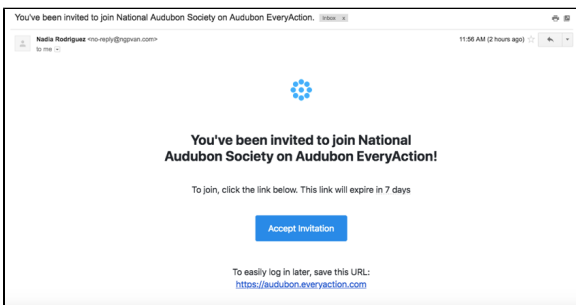 You've been invited to join National Audubon Society on Audubon EveryAction. Inbox x
Nadia Rodriguez <no-reply@ngpvan.com> 11:56 AM (2 hours ago)
to me
You've been invited to join National
Audubon Society on Audubon EveryAction!
To join, click the link below. This link will expire in 7 days
Accept Invitation
To easily log in later, save this URL:
https://audubon.everyaction.com